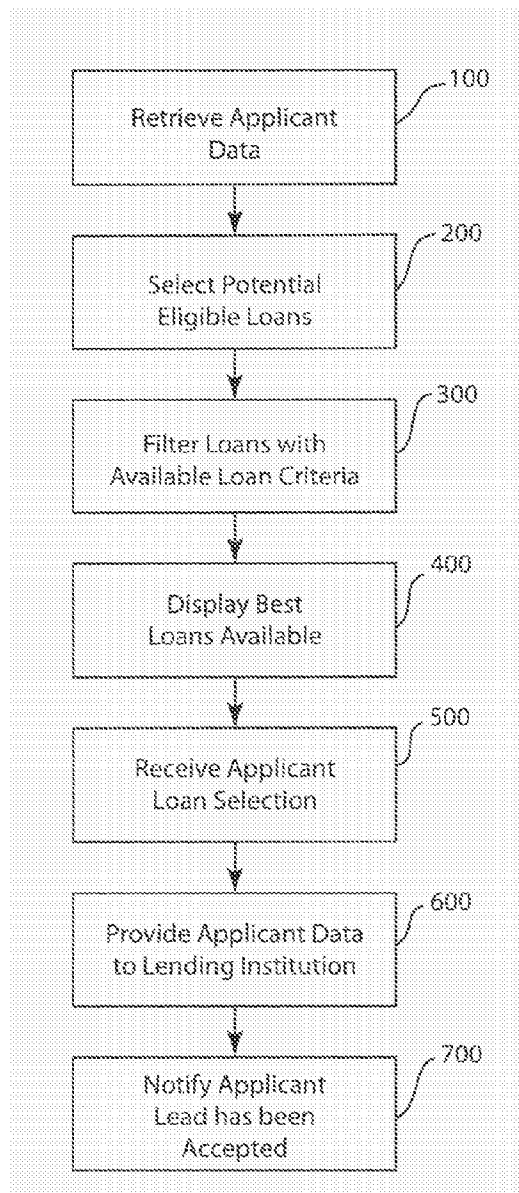 100
Retrieve Applicant
Data
200
Select Potential
Eligible Loans
300
Filter Loans with
Available Loan Criteria
400
Display Best
Loans Available
500
Receive Applicant
Loan Selection
600
Provide Applicant Data
to Lending Institution
700
Notify Applicant
Lead has been
Accepted